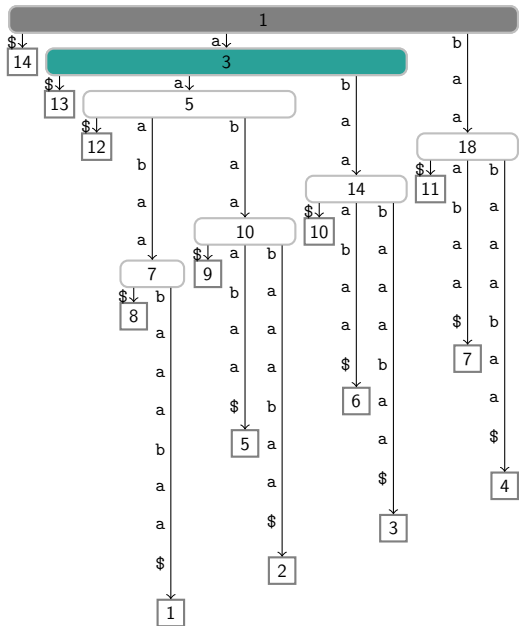 1
$ a b
14 3
$ a b a
13 5
a a
$ a b
12 18
b a a $ a b
14 11
a a $ a b b a
10 10
a b a a a
$ a b
7 9
a a a a
$ b b a
8 $ b
a a a a a
7 a
a a a $ b
6 a
a $ b a
5 b a a $
a a $ 4
a $ 3
$ 2
1